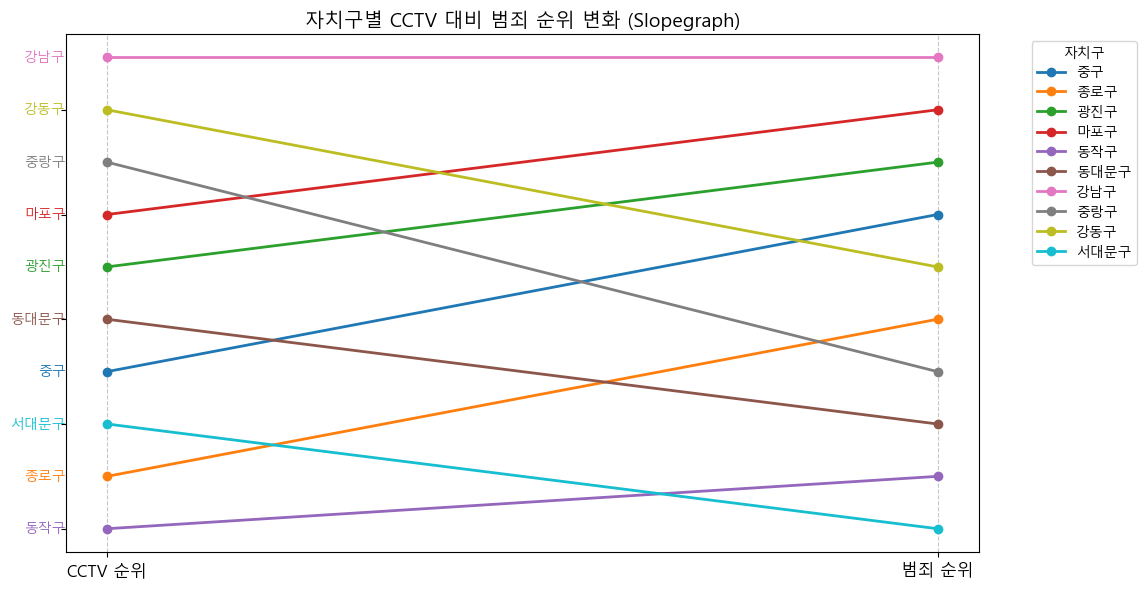 자치구별 CCTV 대비 범죄 순위 변화 (Slopegraph)
강남구
강동구
중랑구
마포구
광진구
동대문구
중구
서대문구
종로구
동작구
CCTV 순위
범죄 순위
자치구
중구
종로구
광진구
마포구
동작구
동대문구
강남구
중랑구
강동구
서대문구